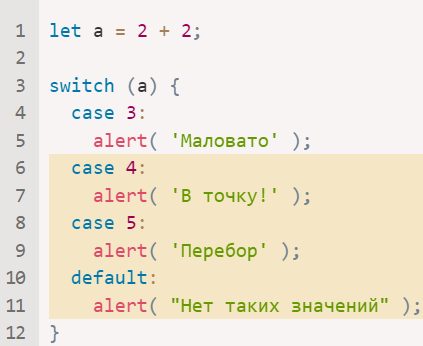 1 let a = 2 + 2;
2
3 switch (a) {
4   case 3:
5     alert( 'Маловато' );
6   case 4:
7     alert( 'В точку!' );
8   case 5:
9     alert( 'Перебор' );
10   default:
11     alert( "Нет таких значений" );
12 }